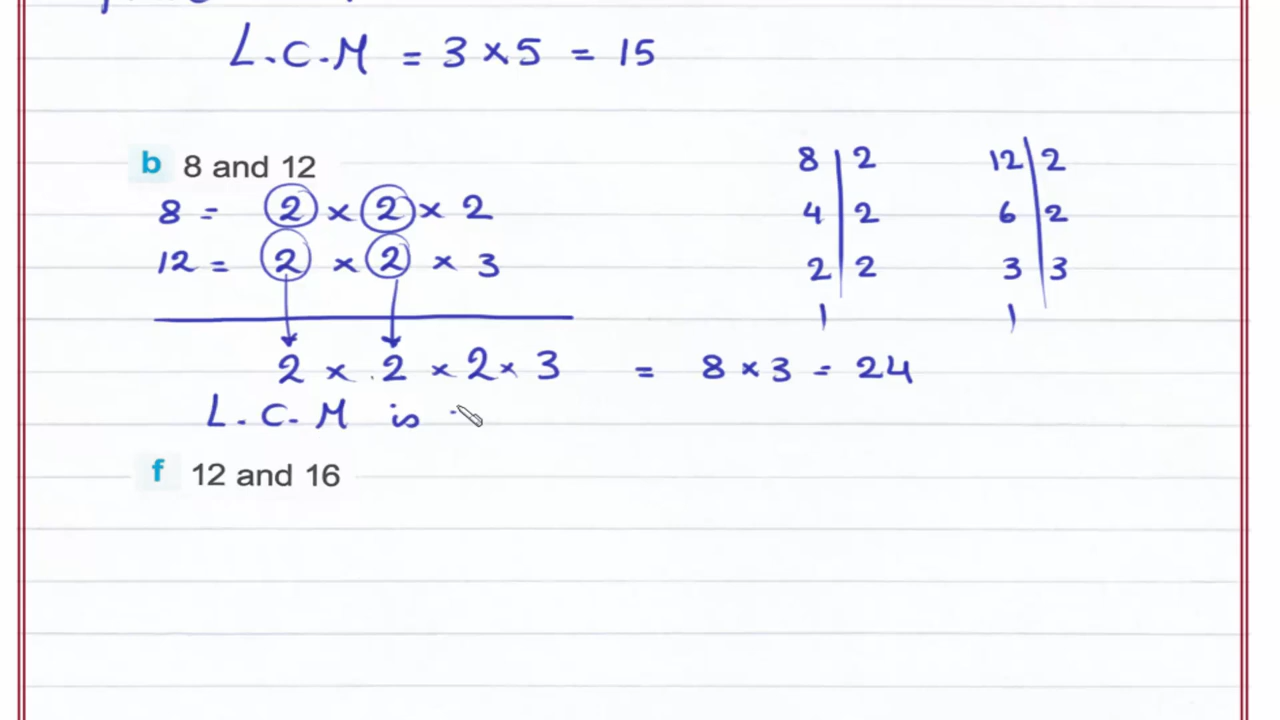 L.C.M = 3 × 5 = 15
b 8 and 12
8 = 2 × 2 × 2
12 = 2 × 2 × 3
2 × 2 × 2 × 3 = 8 × 3 = 24
L.C.M is
8 2
4 2
2 2
1
12 2
6 2
3 3
1
f 12 and 16